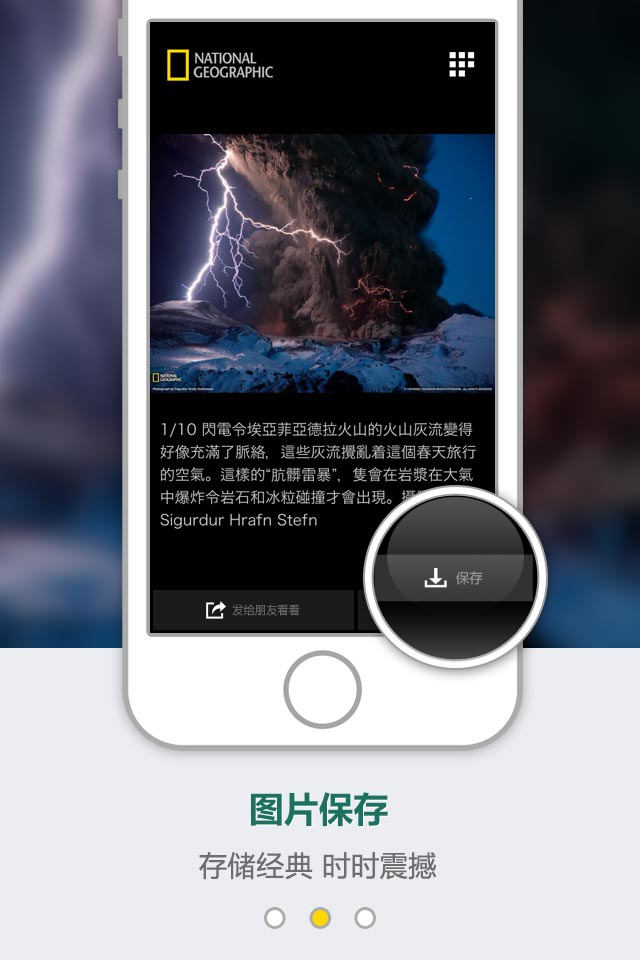 NATIONAL
GEOGRAPHIC
NATIONAL
GEOGRAPHIC
1/10 閃電令埃亞菲亞德拉火山的火山灰流變得
好像充滿了脈絡，這些灰流攪亂着這個春天旅行
的空氣。這樣的“肮髒雷暴”，隻會在岩漿在大氣
中爆炸令岩石和冰粒碰撞才會出現。
Sigurdur Hrafn Stefn
保存
发给朋友看看
图片保存
存储经典 时时震撼